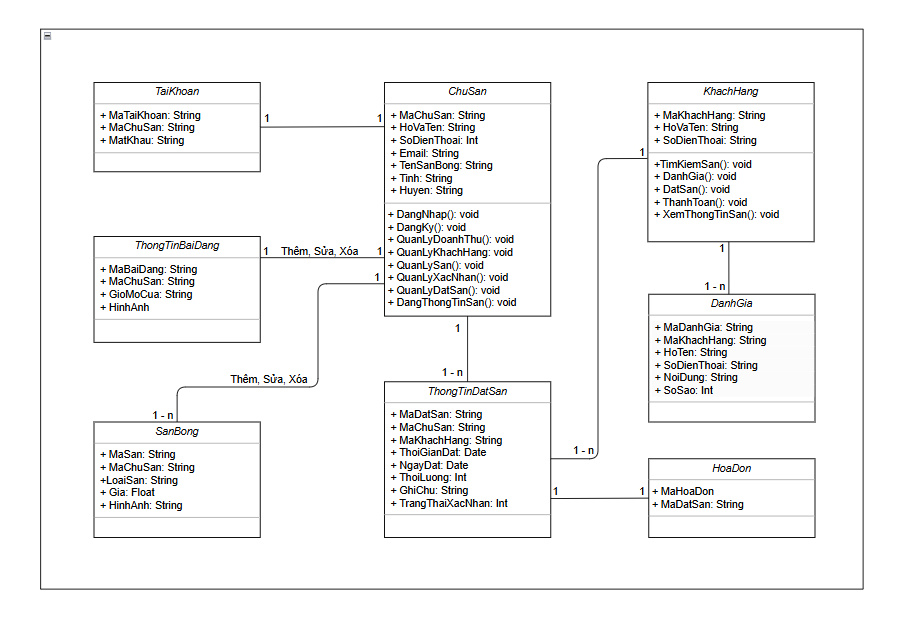 TaiKhoan
+ MaTaiKhoan: String
+ MaChuSan: String
+ MatKhau: String
1
1
ChuSan
+ MaChuSan: String
+ HoVaTen: String
+ SoDienThoai: Int
+ Email: String
+ TenSanBong: String
+ Tinh: String
+ Huyen: String
+ DangNhap(): void
+ DangKy(): void
+ QuanLyDoanhThu(): void
+ QuanLyKhachHang: void
+ QuanLySan(): void
+ QuanLyXacNhan(): void
+ QuanLyDatSan(): void
+ DangThongTinSan(): void
KhachHang
+ MaKhachHang: String
+ HoVaTen: String
+ SoDienThoai: String
+TimKiemSan(): void
+ DanhGia(): void
+ DatSan(): void
+ ThanhToan(): void
+ XemThongTinSan(): void
1
1
1 - n
ThongTinBaiDang
+ MaBaiDang: String
+ MaChuSan: String
+ GioMoCua: String
+ HinhAnh
1
Thêm, Sửa, Xóa
1
1
Thêm, Sửa, Xóa
1 - n
SanBong
+ MaSan: String
+ MaChuSan: String
+LoaiSan: String
+ Gia: Float
+ HinhAnh: String
1
1 - n
ThongTinDatSan
+ MaDatSan: String
+ MaChuSan: String
+ MaKhachHang: String
+ ThoiGianDat: Date
+ NgayDat: Date
+ ThoiLuong: Int
+ GhiChu: String
+ TrangThaiXacNhan: Int
1 - n
1
1
DanhGia
+ MaDanhGia: String
+ MaKhachHang: String
+ HoTen: String
+ SoDienThoai: String
+ NoiDung: String
+ SoSao: Int
HoaDon
+ MaHoaDon
+ MaDatSan: String